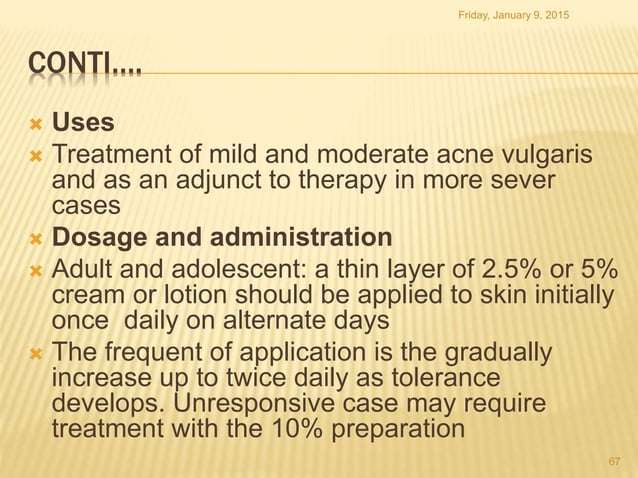 Friday, January 9, 2015
CONTI....
Uses
Treatment of mild and moderate acne vulgaris
and as an adjunct to therapy in more sever
cases
Dosage and administration
Adult and adolescent: a thin layer of 2.5% or 5%
cream or lotion should be applied to skin initially
once  daily on alternate days
The frequent of application is the gradually
increase up to twice daily as tolerance
develops. Unresponsive case may require
treatment with the 10% preparation
67